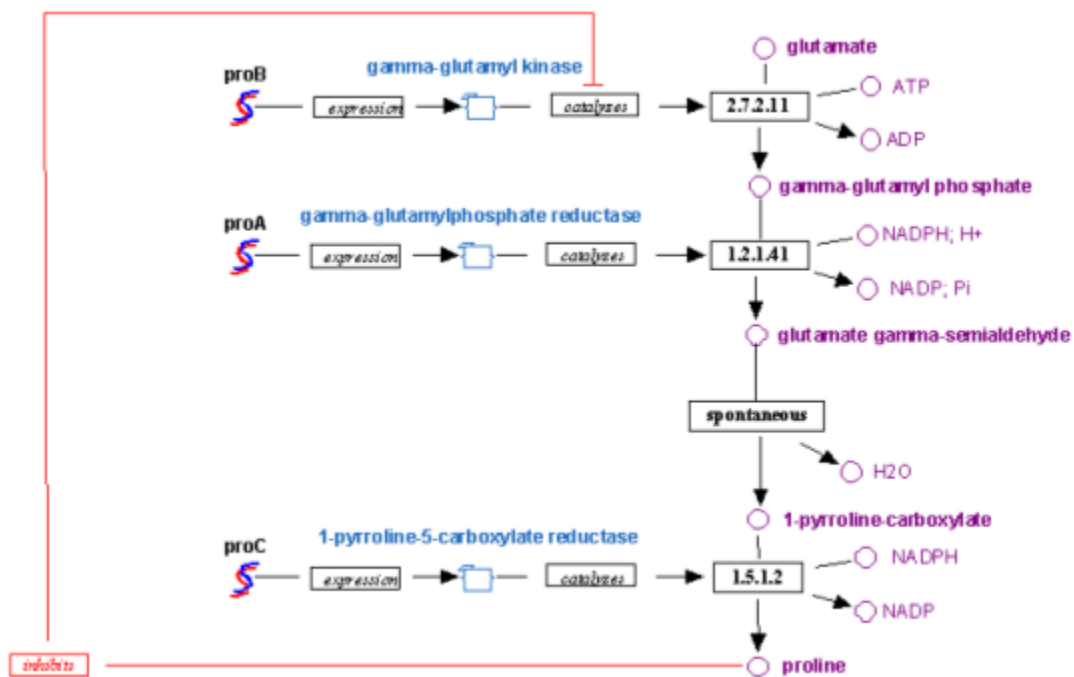 glutamate
gamma-glutamyl kinase
proB
ATP
expression
catalyzes
2.7.2.11
ADP
gamma-glutamyl phosphate
gamma-glutamylphosphate reductase
proA
NADPH; H+
expression
catalyzes
1.2.1.41
NADP; Pi
glutamate gamma-semialdehyde
spontaneous
H2O
1-pyrroline-carboxylate
1-pyrroline-5-carboxylate reductase
proC
NADPH
expression
catalyzes
1.5.1.2
NADP
inhibits
proline